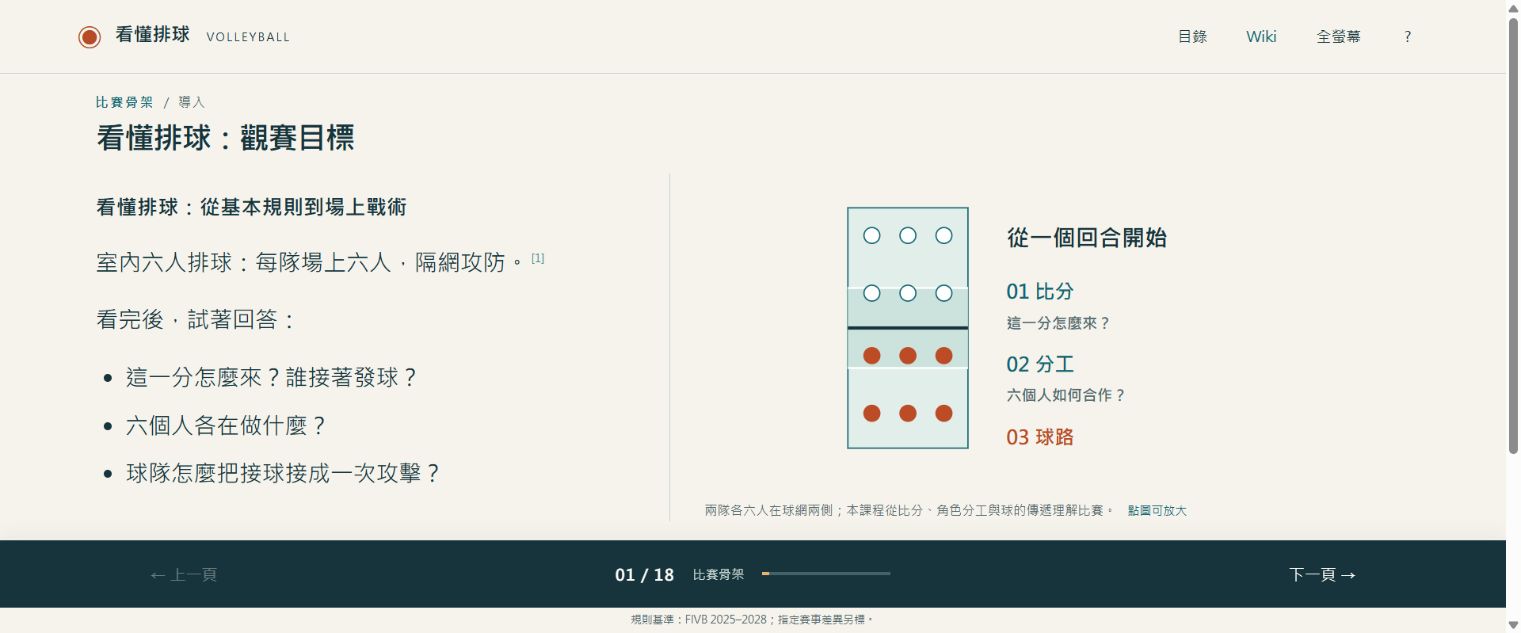 看懂排球 VOLLEYBALL
目錄 Wiki 全螢幕 ?
比賽骨架 / 導入
看懂排球：觀賽目標
看懂排球：從基本規則到場上戰術
室內六人排球：每隊場上六人，隔網攻防。[1]
看完後，試著回答：
• 這一分怎麼來？誰接著發球？
• 六個人各在做什麼？
• 球隊怎麼把接球接成一次攻擊？
從一個回合開始
01 比分
這一分怎麼來？
02 分工
六個人如何合作？
03 球路
兩隊各六人在球網兩側；本課程從比分、角色分工與球的傳遞理解比賽。 點圖可放大
← 上一頁
01 / 18 比賽骨架
下一頁 →
規則基準：FIVB 2025–2028；指定賽事差異另標。